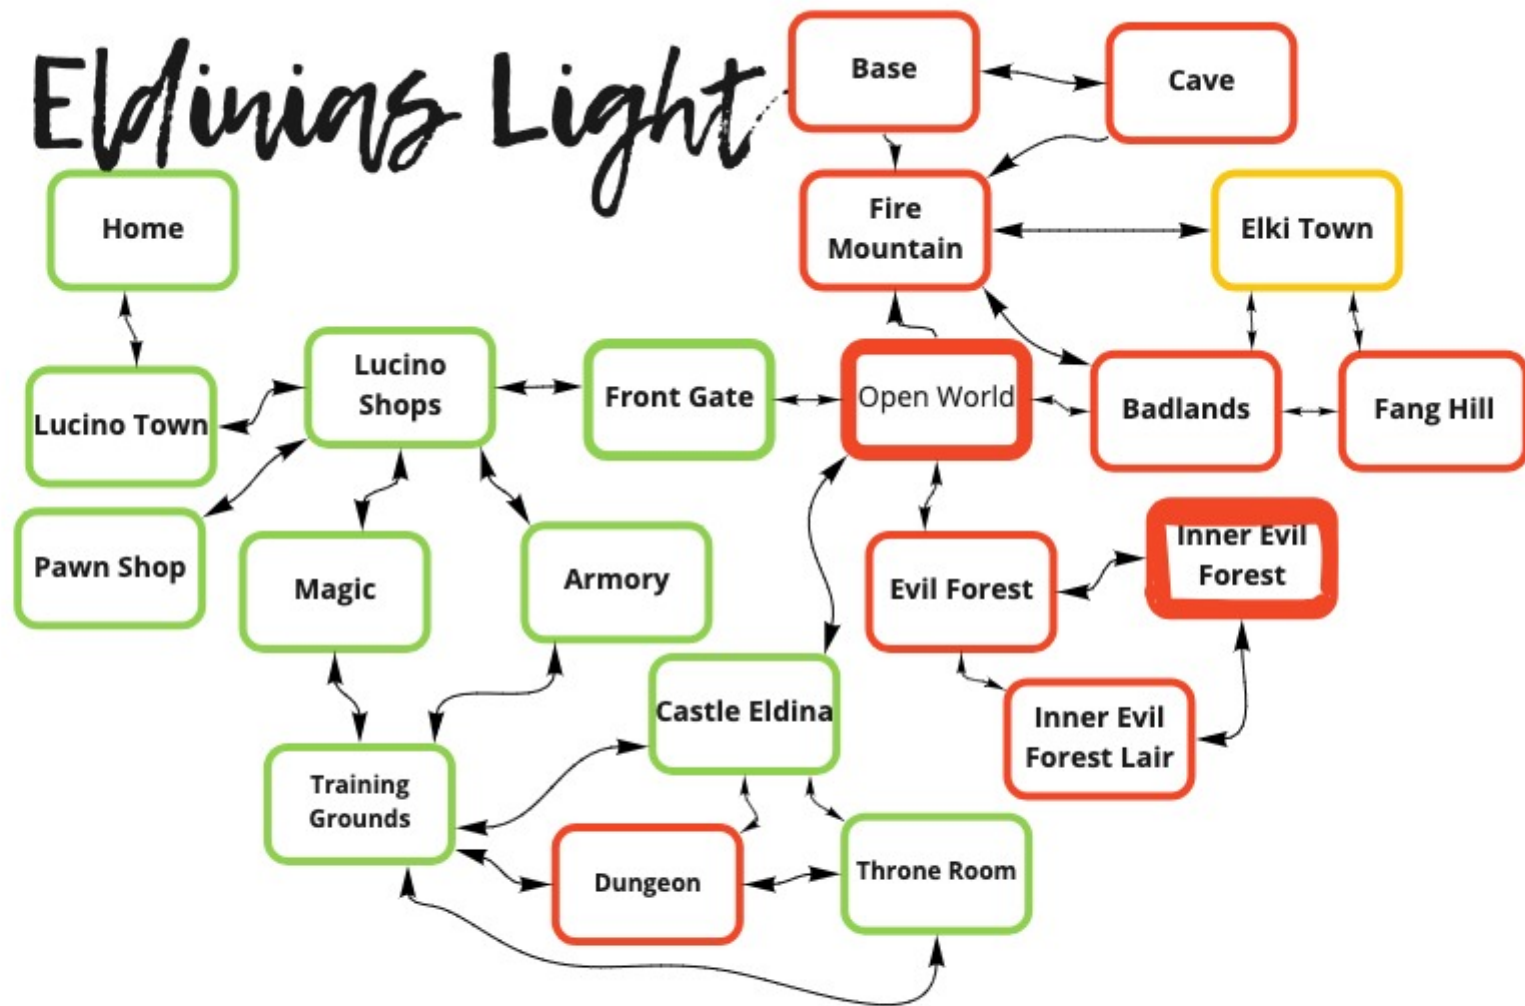 Eldinias Light
Base
Cave
Home
Fire
Mountain
Elki Town
Lucino Town
Lucino
Shops
Front Gate
Open World
Badlands
Fang Hill
Pawn Shop
Magic
Armory
Evil Forest
Inner Evil
Forest
Castle Eldina
Inner Evil
Forest Lair
Training
Grounds
Dungeon
Throne Room